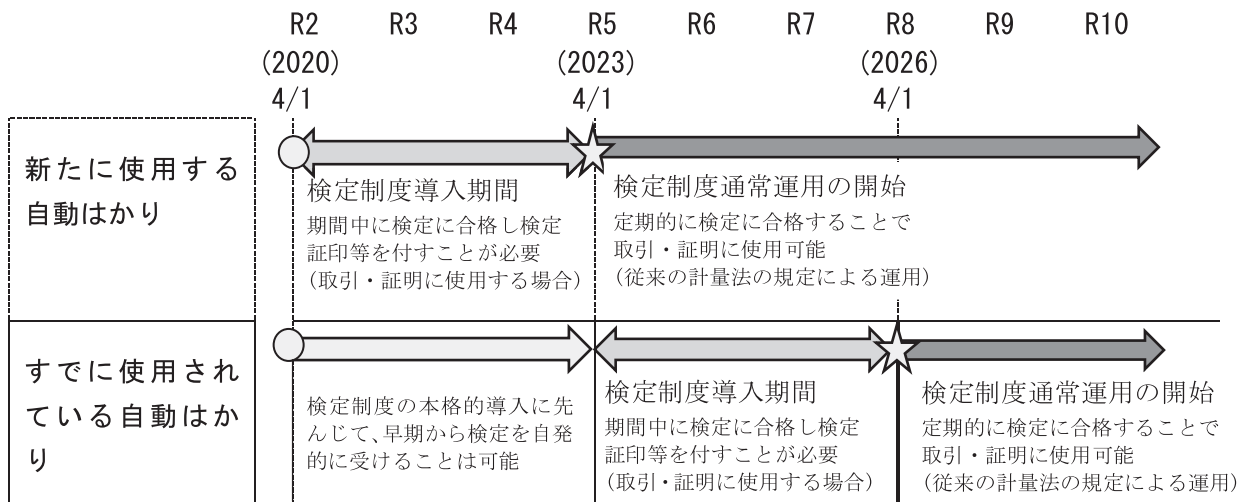 R2 R3 R4 R5 R6 R7 R8 R9 R10
(2020) (2023) (2026)
4/1 4/1 4/1
新たに使用する
自動はかり
検定制度導入期間
期間中に検定に合格し検定
証印等を付すことが必要
(取引・証明に使用する場合)
検定制度通常運用の開始
定期的に検定に合格することで
取引・証明に使用可能
(従来の計量法の規定による運用)
すでに使用され
ている自動はか
り
検定制度の本格的導入に先
んじて、早期から検定を自発
的に受けることは可能
検定制度導入期間
期間中に検定に合格し検定
証印等を付すことが必要
(取引・証明に使用する場合)
検定制度通常運用の開始
定期的に検定に合格することで
取引・証明に使用可能
(従来の計量法の規定による運用)